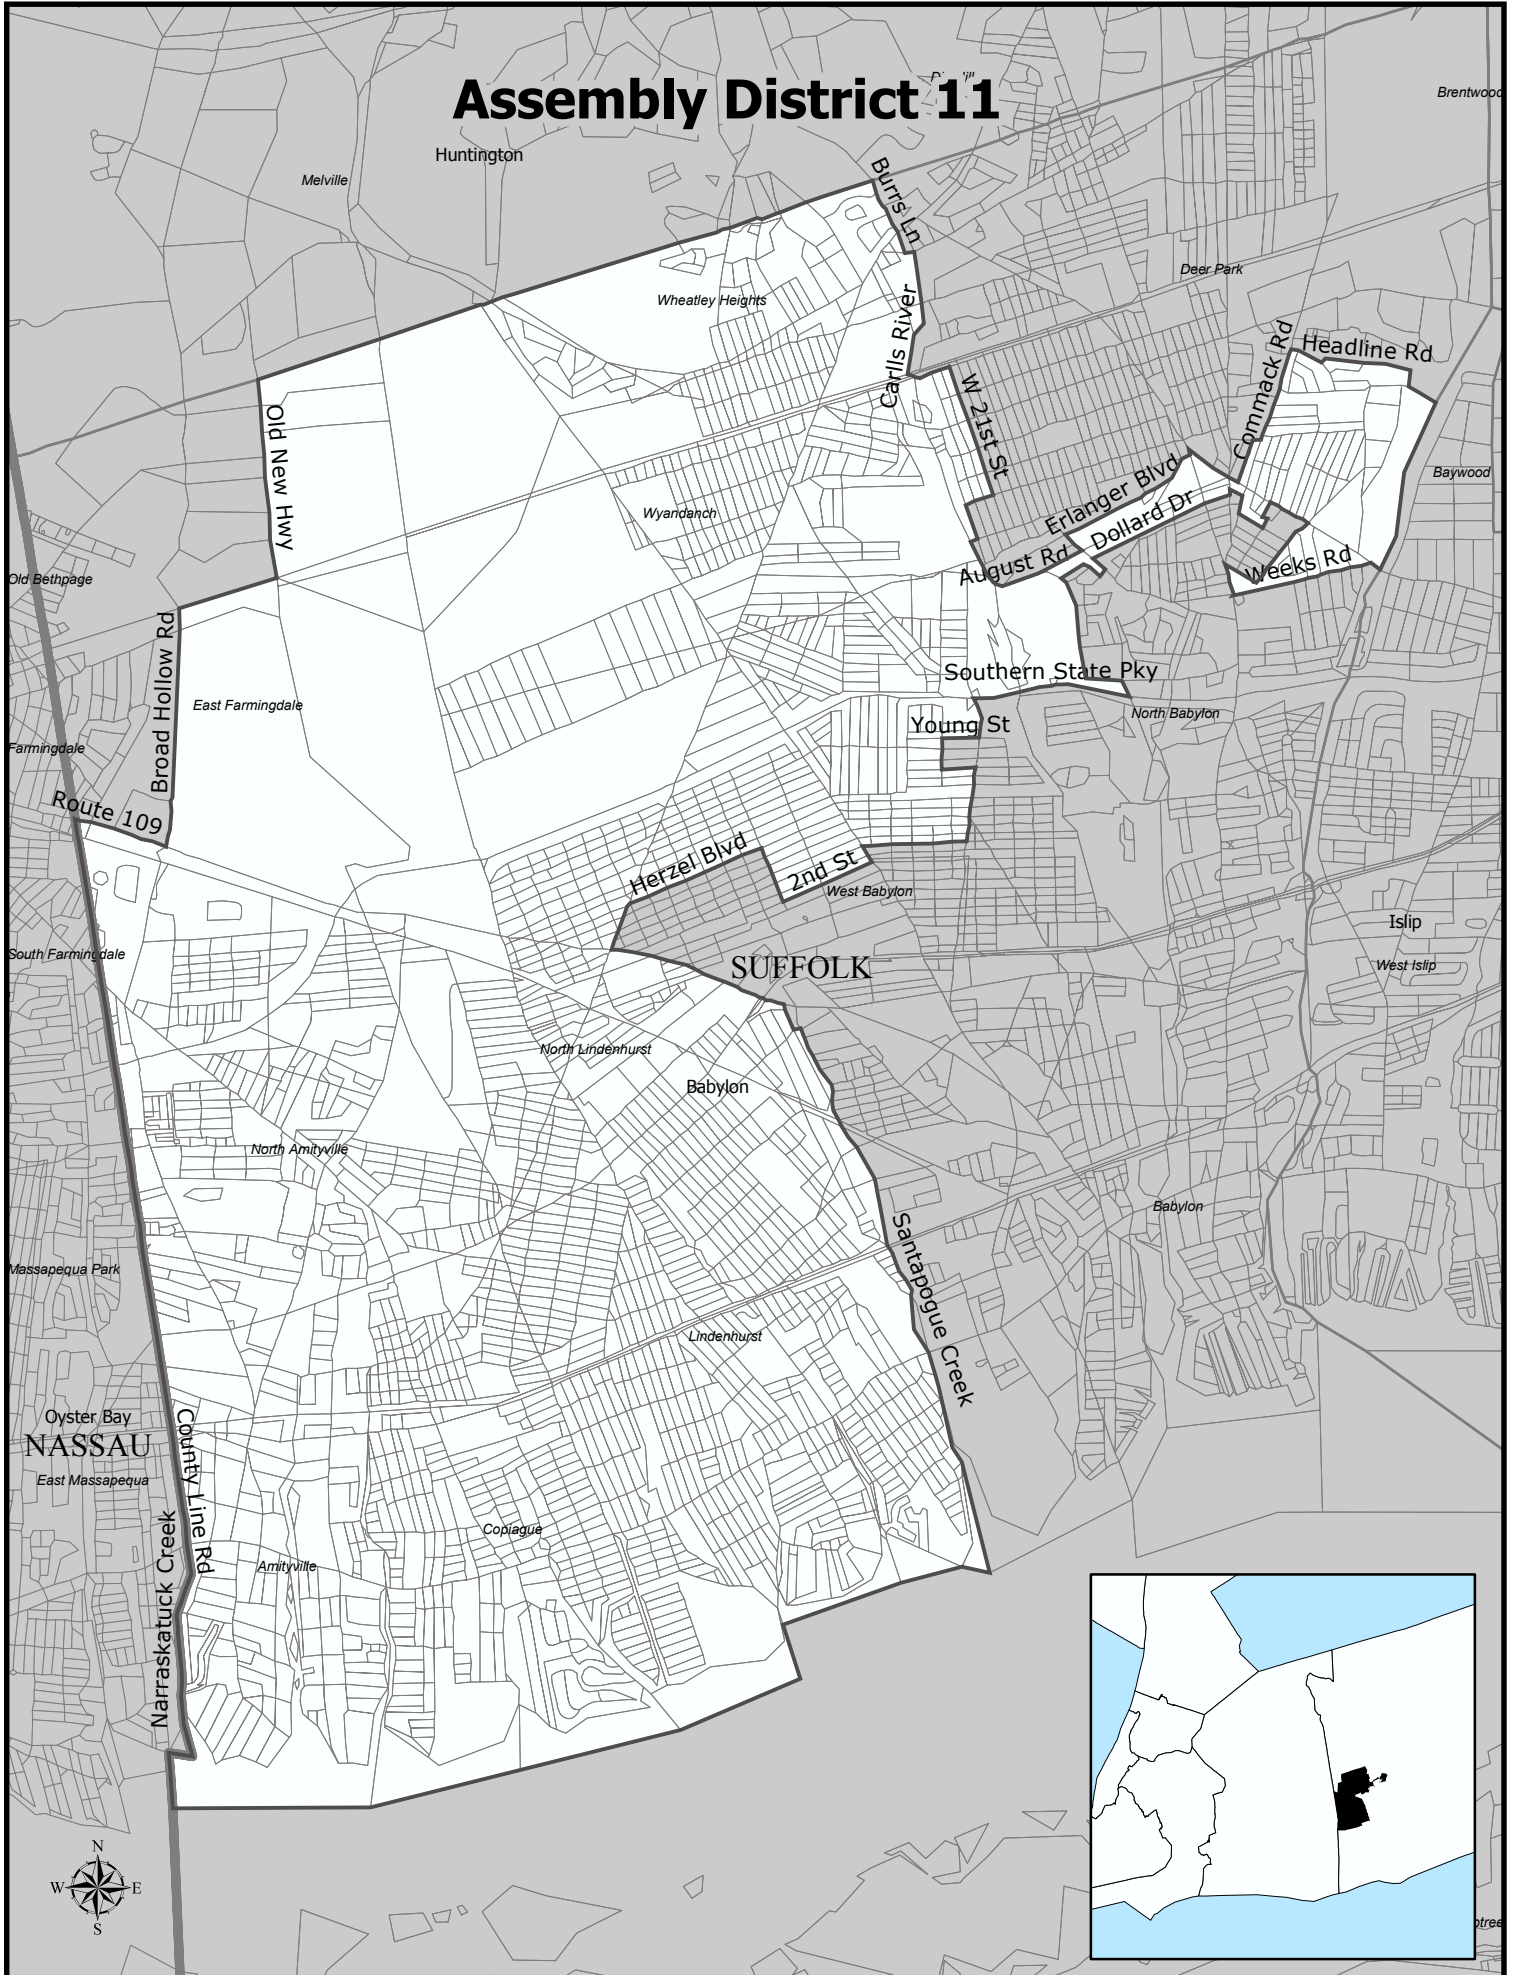 Assembly District 11
Brentwood
Huntington
Melville
Burrs Ln
Deer Park
Wheatley Heights
Carlls River
Commack Rd
Headline Rd
W 21st St
Old New Hwy
Baywood
Erlanger Blvd
Wyandanch
Dollard Dr
August Rd
Weeks Rd
Old Bethpage
Broad Hollow Rd
Southern State Pky
East Farmingdale
North Babylon
Young St
Farmingdale
Route 109
Herzel Blvd
2nd St
West Babylon
Islip
South Farmingdale
SUFFOLK
West Islip
North Lindenhurst
Babylon
North Amityville
Babylon
Santapogue Creek
Massapequa Park
Lindenhurst
Oyster Bay
NASSAU
County Line Rd
East Massapequa
Narraskatuck Creek
Copiague
Amityville
N
W
E
S